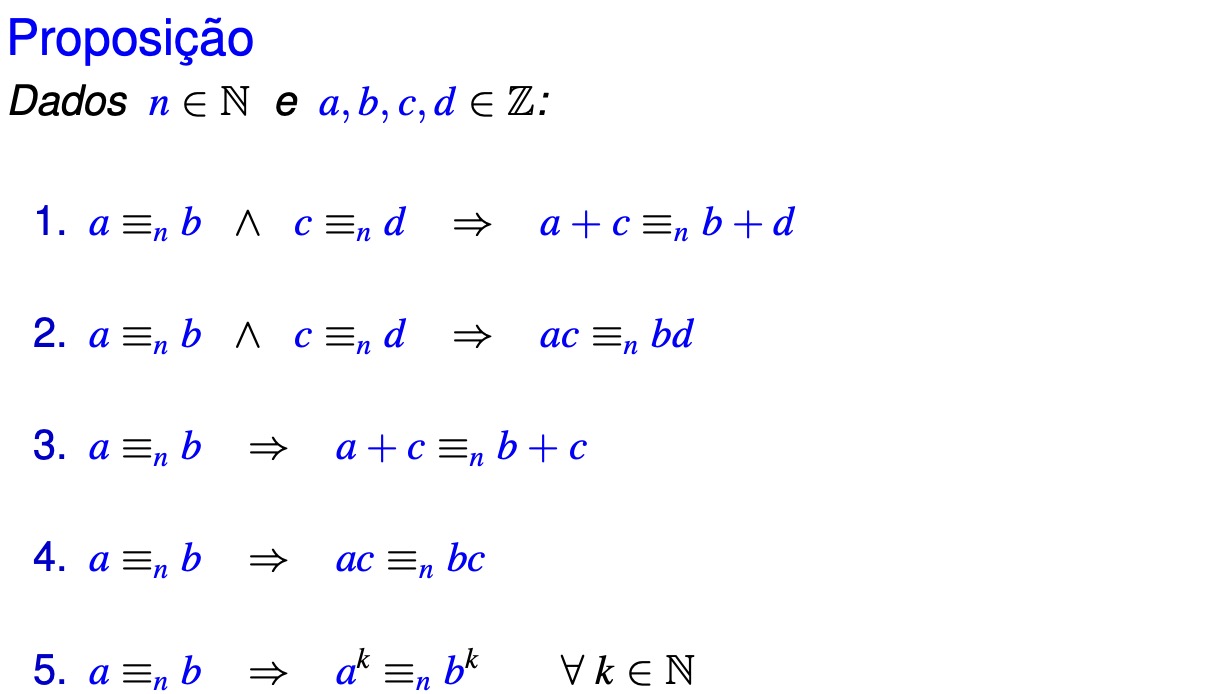 Proposição
Dados n ∈ ℕ e a, b, c, d ∈ ℤ:
1. a ≡ₙ b ∧ c ≡ₙ d ⇒ a + c ≡ₙ b + d
2. a ≡ₙ b ∧ c ≡ₙ d ⇒ ac ≡ₙ bd
3. a ≡ₙ b ⇒ a + c ≡ₙ b + c
4. a ≡ₙ b ⇒ ac ≡ₙ bc
5. a ≡ₙ b ⇒ aᵏ ≡ₙ bᵏ ∀ k ∈ ℕ